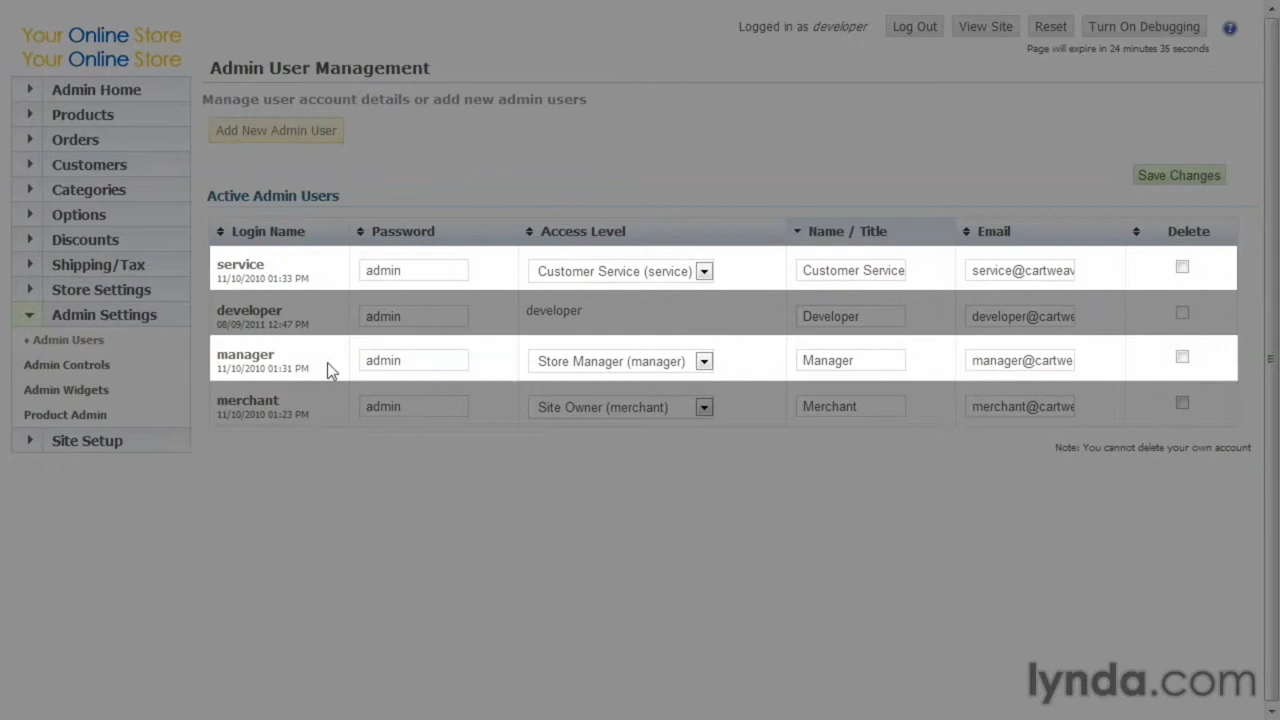 Your Online Store
Your Online Store
Logged in as developer
Log Out
View Site
Reset
Turn On Debugging
Page will expire in 24 minutes 35 seconds
Admin Home
Products
Orders
Customers
Categories
Options
Discounts
Shipping/Tax
Store Settings
Admin Settings
Admin Users
Admin Controls
Admin Widgets
Product Admin
Site Setup
Admin User Management
Manage user account details or add new admin users
Add New Admin User
Save Changes
Active Admin Users
Login Name Password Access Level Name / Title Email Delete
service admin Customer Service (service) Customer Service service@cartweav
11/10/2010 01:33 PM
developer admin developer Developer developer@cartwe
08/09/2011 12:47 PM
manager admin Store Manager (manager) Manager manager@cartwe
11/10/2010 01:31 PM
merchant admin Site Owner (merchant) Merchant merchant@cartwe
11/10/2010 01:23 PM
Note: You cannot delete your own account
lynda.com